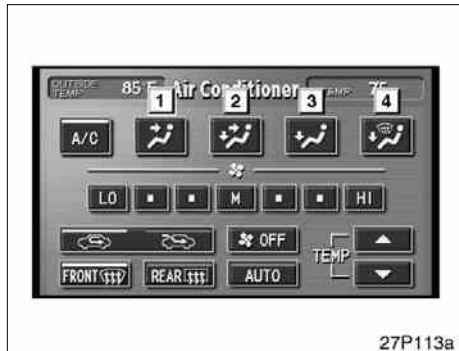 OUTSIDE TEMP 85°F Air Conditioner TEMP 75
1 2 3 4
A/C
LO M HI
OFF
TEMP
FRONT REAR AUTO
27P113a